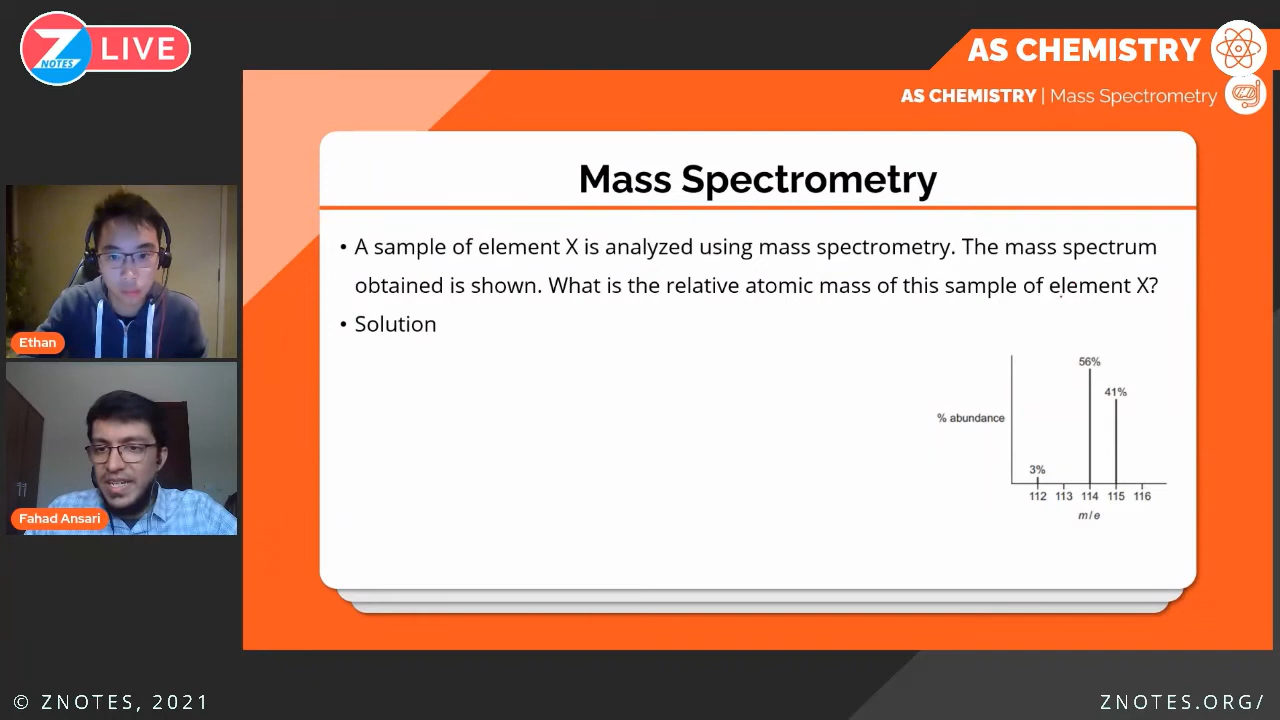 Z NOTES LIVE
AS CHEMISTRY
AS CHEMISTRY | Mass Spectrometry
Mass Spectrometry
• A sample of element X is analyzed using mass spectrometry. The mass spectrum
obtained is shown. What is the relative atomic mass of this sample of element X?
• Solution
Ethan
Fahad Ansari
56%
41%
% abundance
3%
112 113 114 115 116
m/e
© ZNOTES, 2021
ZNOTES.ORG/